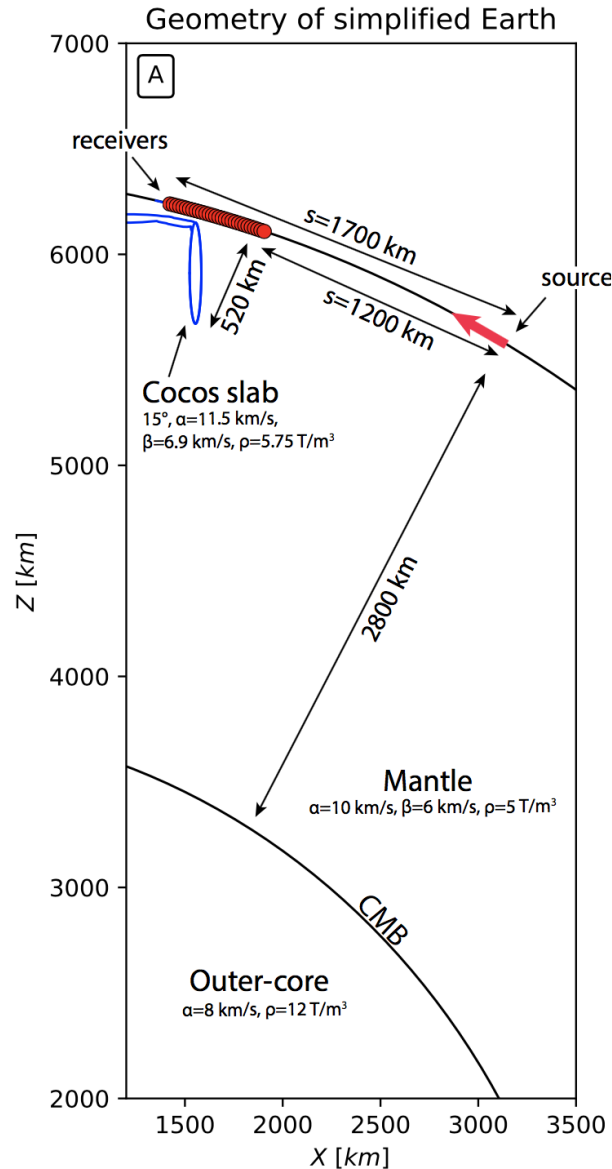 Geometry of simplified Earth
7000
A
receivers
s=1700 km
6000
source
520 km
s=1200 km
Cocos slab
15°, α=11.5 km/s,
β=6.9 km/s, ρ=5.75 T/m³
5000
Z [km]
2800 km
4000
Mantle
α=10 km/s, β=6 km/s, ρ=5 T/m³
3000
CMB
Outer-core
α=8 km/s, ρ=12 T/m³
2000
1500 2000 2500 3000 3500
X [km]